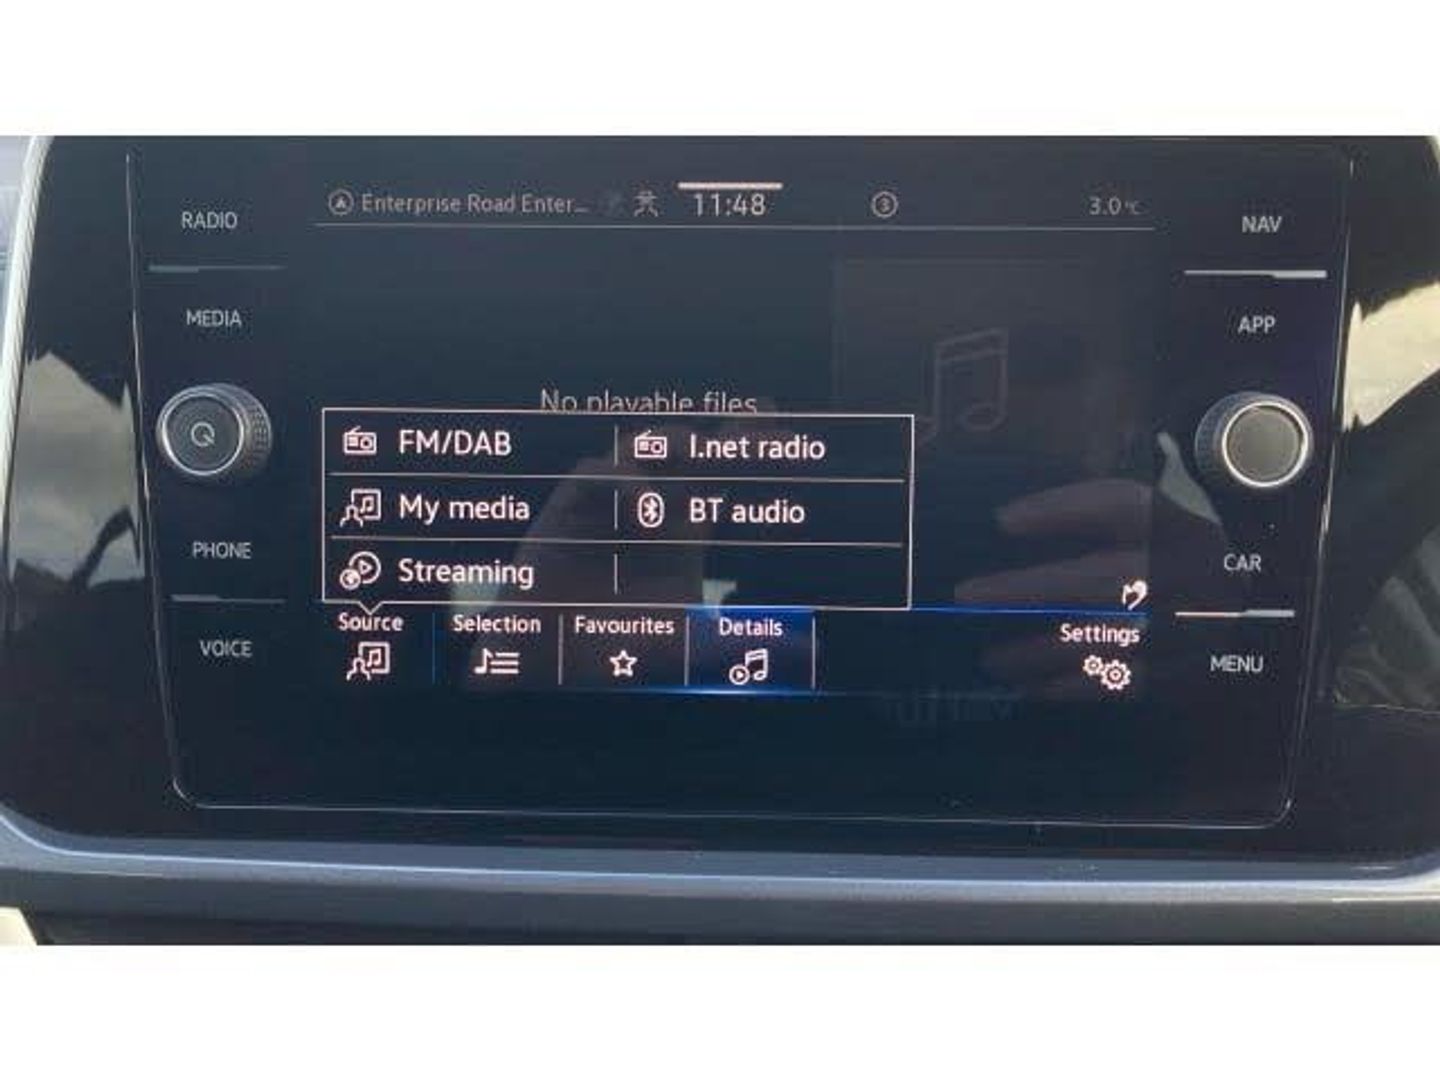 RADIO
MEDIA
PHONE
VOICE
Enterprise Road Enter...
11:48
3
3.0 °C
No playable files
FM/DAB
I.net radio
My media
BT audio
Streaming
Source
Selection
Favourites
Details
Settings
NAV
APP
CAR
MENU